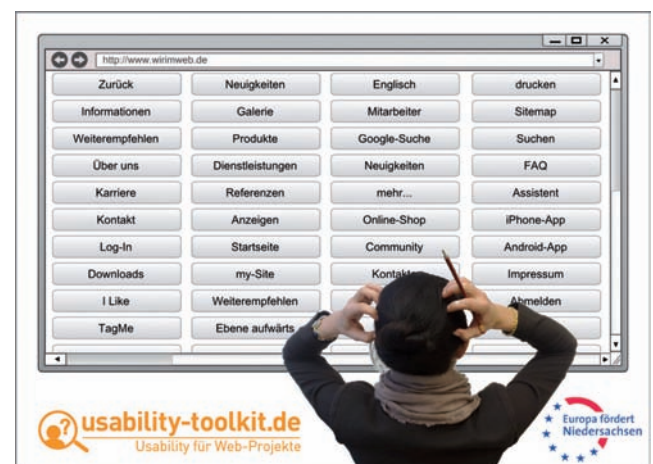 http://www.wirimweb.de
Zurück Neuigkeiten Englisch drucken
Informationen Galerie Mitarbeiter Sitemap
Weiterempfehlen Produkte Google-Suche Suchen
Über uns Dienstleistungen Neuigkeiten FAQ
Karriere Referenzen mehr... Assistent
Kontakt Anzeigen Online-Shop iPhone-App
Log-In Startseite Community Android-App
Downloads my-Site Impressum
I Like Weiterempfehlen Abmelden
TagMe Ebene aufwärts
usability-toolkit.de
Usability für Web-Projekte
Europa fördert
Niedersachsen